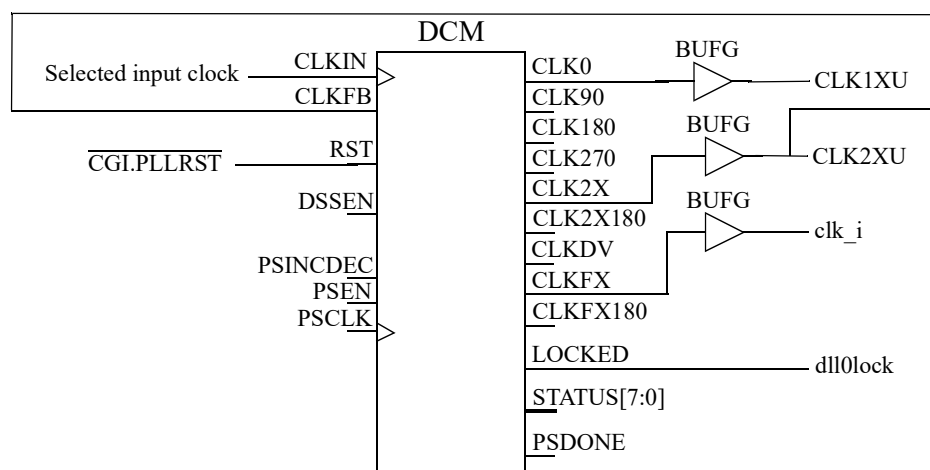 DCM
BUFG
CLKIN
CLK0
Selected input clock
CLK1XU
CLKFB
CLK90
CLK180
BUFG
CGI.PLLRST
RST
CLK270
CLK2XU
DSSEN
CLK2X
BUFG
CLK2X180
clk_i
CLKDV
PSINCDEC
CLKFX
PSEN
PSCLK
CLKFX180
LOCKED
dll0lock
STATUS[7:0]
PSDONE